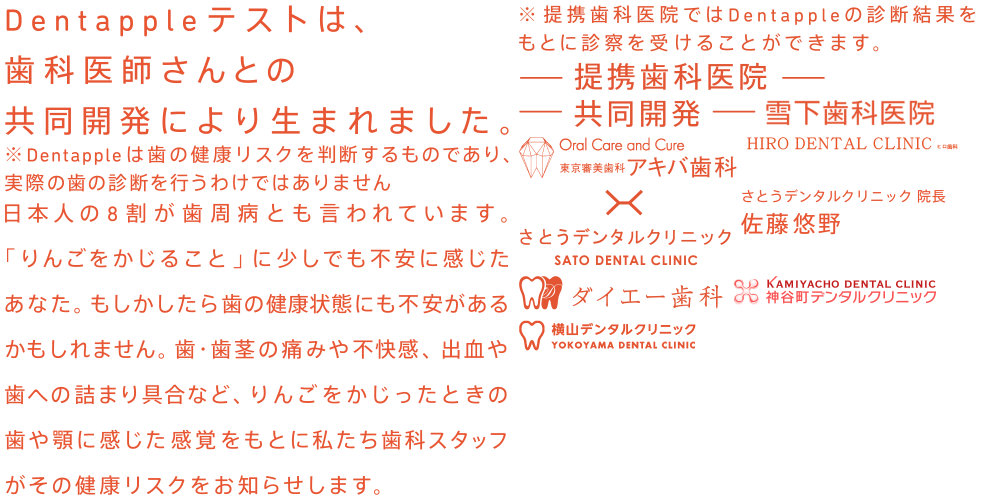 Dentappleテストは、
歯科医師さんとの
共同開発により生まれました。
※Dentappleは歯の健康リスクを判断するものであり、
実際の歯の診断を行うわけではありません
日本人の8割が歯周病とも言われています。
「りんごをかじること」に少しでも不安に感じた
あなた。もしかしたら歯の健康状態にも不安がある
かもしれません。歯・歯茎の痛みや不快感、出血や
歯への詰まり具合など、りんごをかじったときの
歯や顎に感じた感覚をもとに私たち歯科スタッフ
がその健康リスクをお知らせします。
※提携歯科医院ではDentappleの診断結果を
もとに診察を受けることができます。
提携歯科医院
共同開発
雪下歯科医院
Oral Care and Cure
東京審美歯科アキバ歯科
HIRO DENTAL CLINIC ヒロ歯科
さとうデンタルクリニック
SATO DENTAL CLINIC
さとうデンタルクリニック 院長
佐藤悠野
ダイエー歯科
KAMIYACHO DENTAL CLINIC
神谷町デンタルクリニック
横山デンタルクリニック
YOKOYAMA DENTAL CLINIC